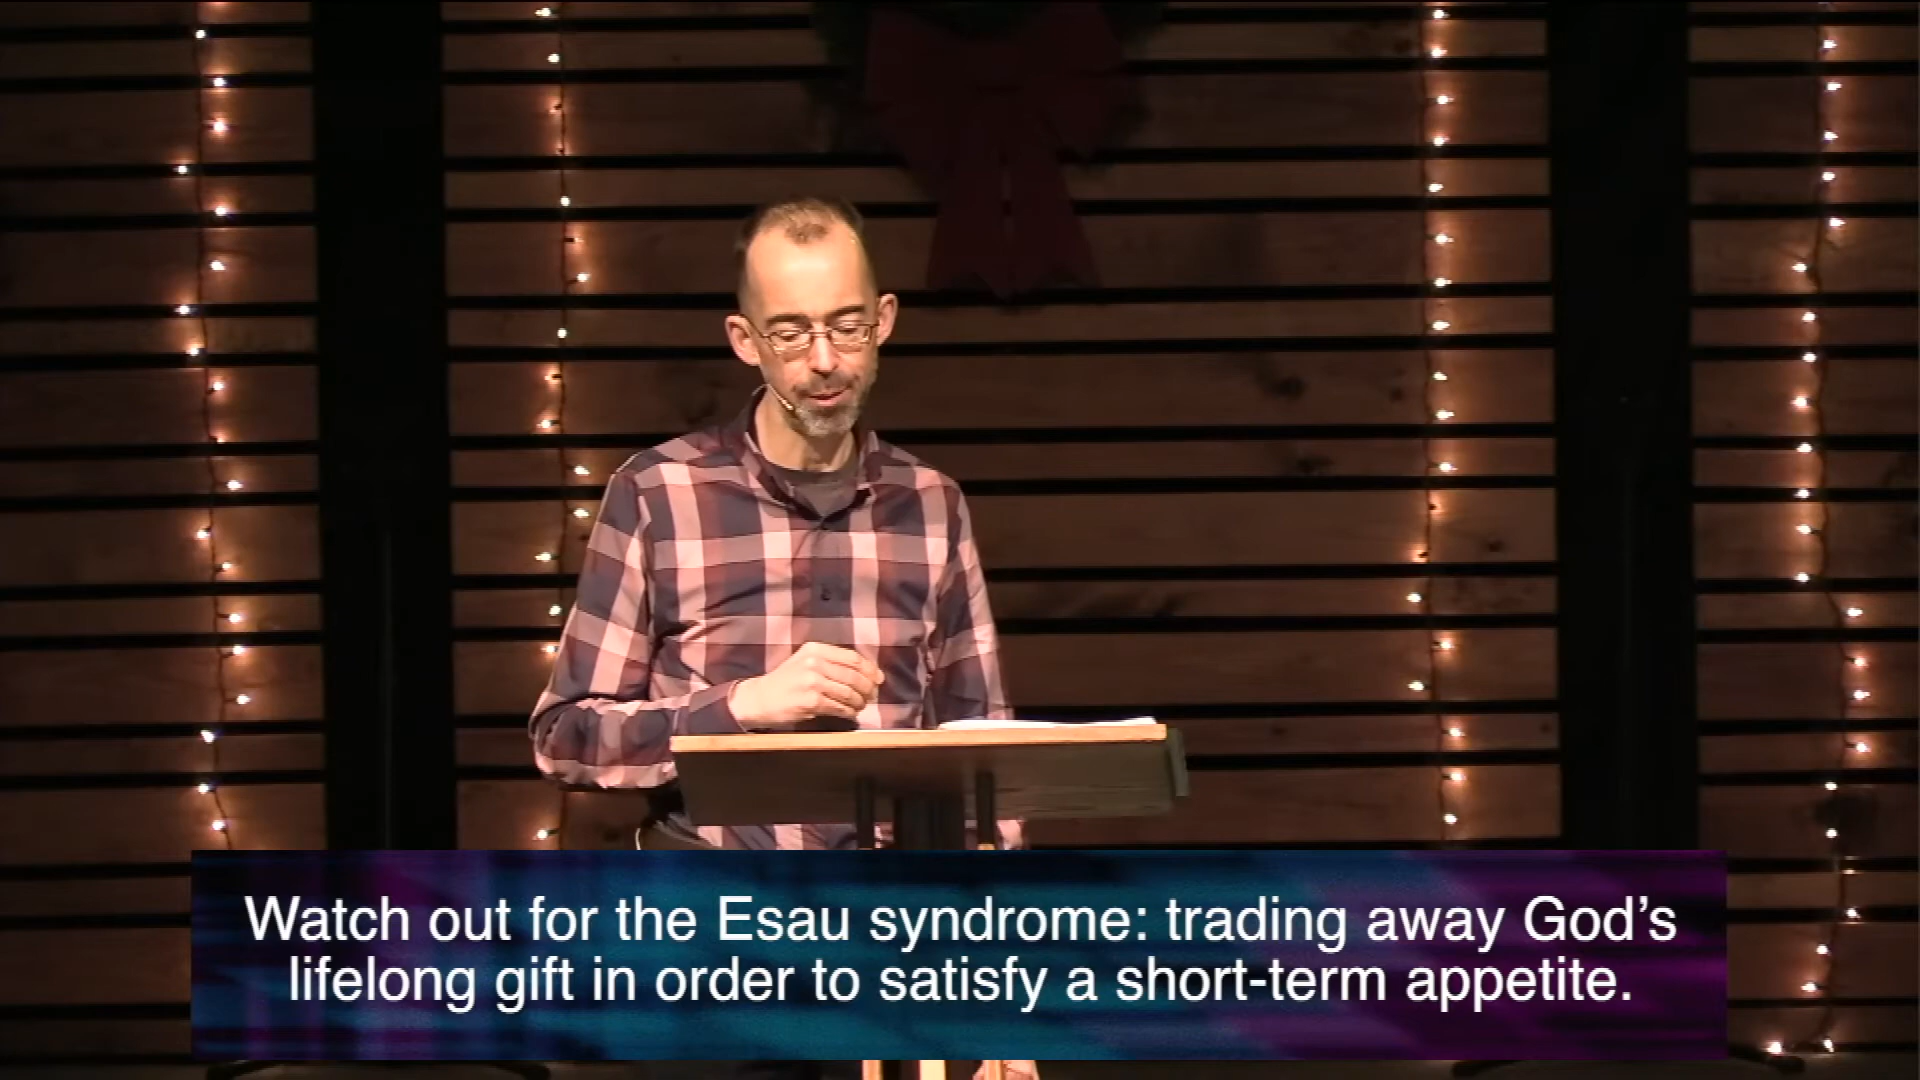 Watch out for the Esau syndrome: trading away God’s
lifelong gift in order to satisfy a short-term appetite.